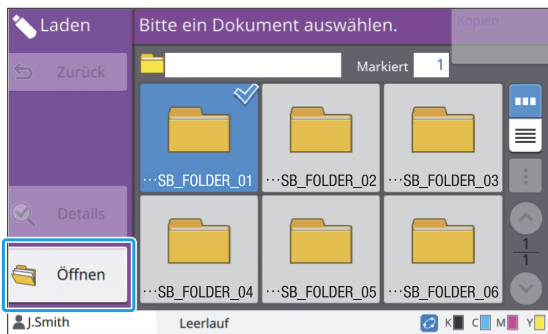 Laden
Bitte ein Dokument auswählen.
Kopien
Zurück
Markiert 1
···SB_FOLDER_01 ···SB_FOLDER_02 ···SB_FOLDER_03
Details
Öffnen
1
1
···SB_FOLDER_04 ···SB_FOLDER_05 ···SB_FOLDER_06
J.Smith
Leerlauf
K C M Y